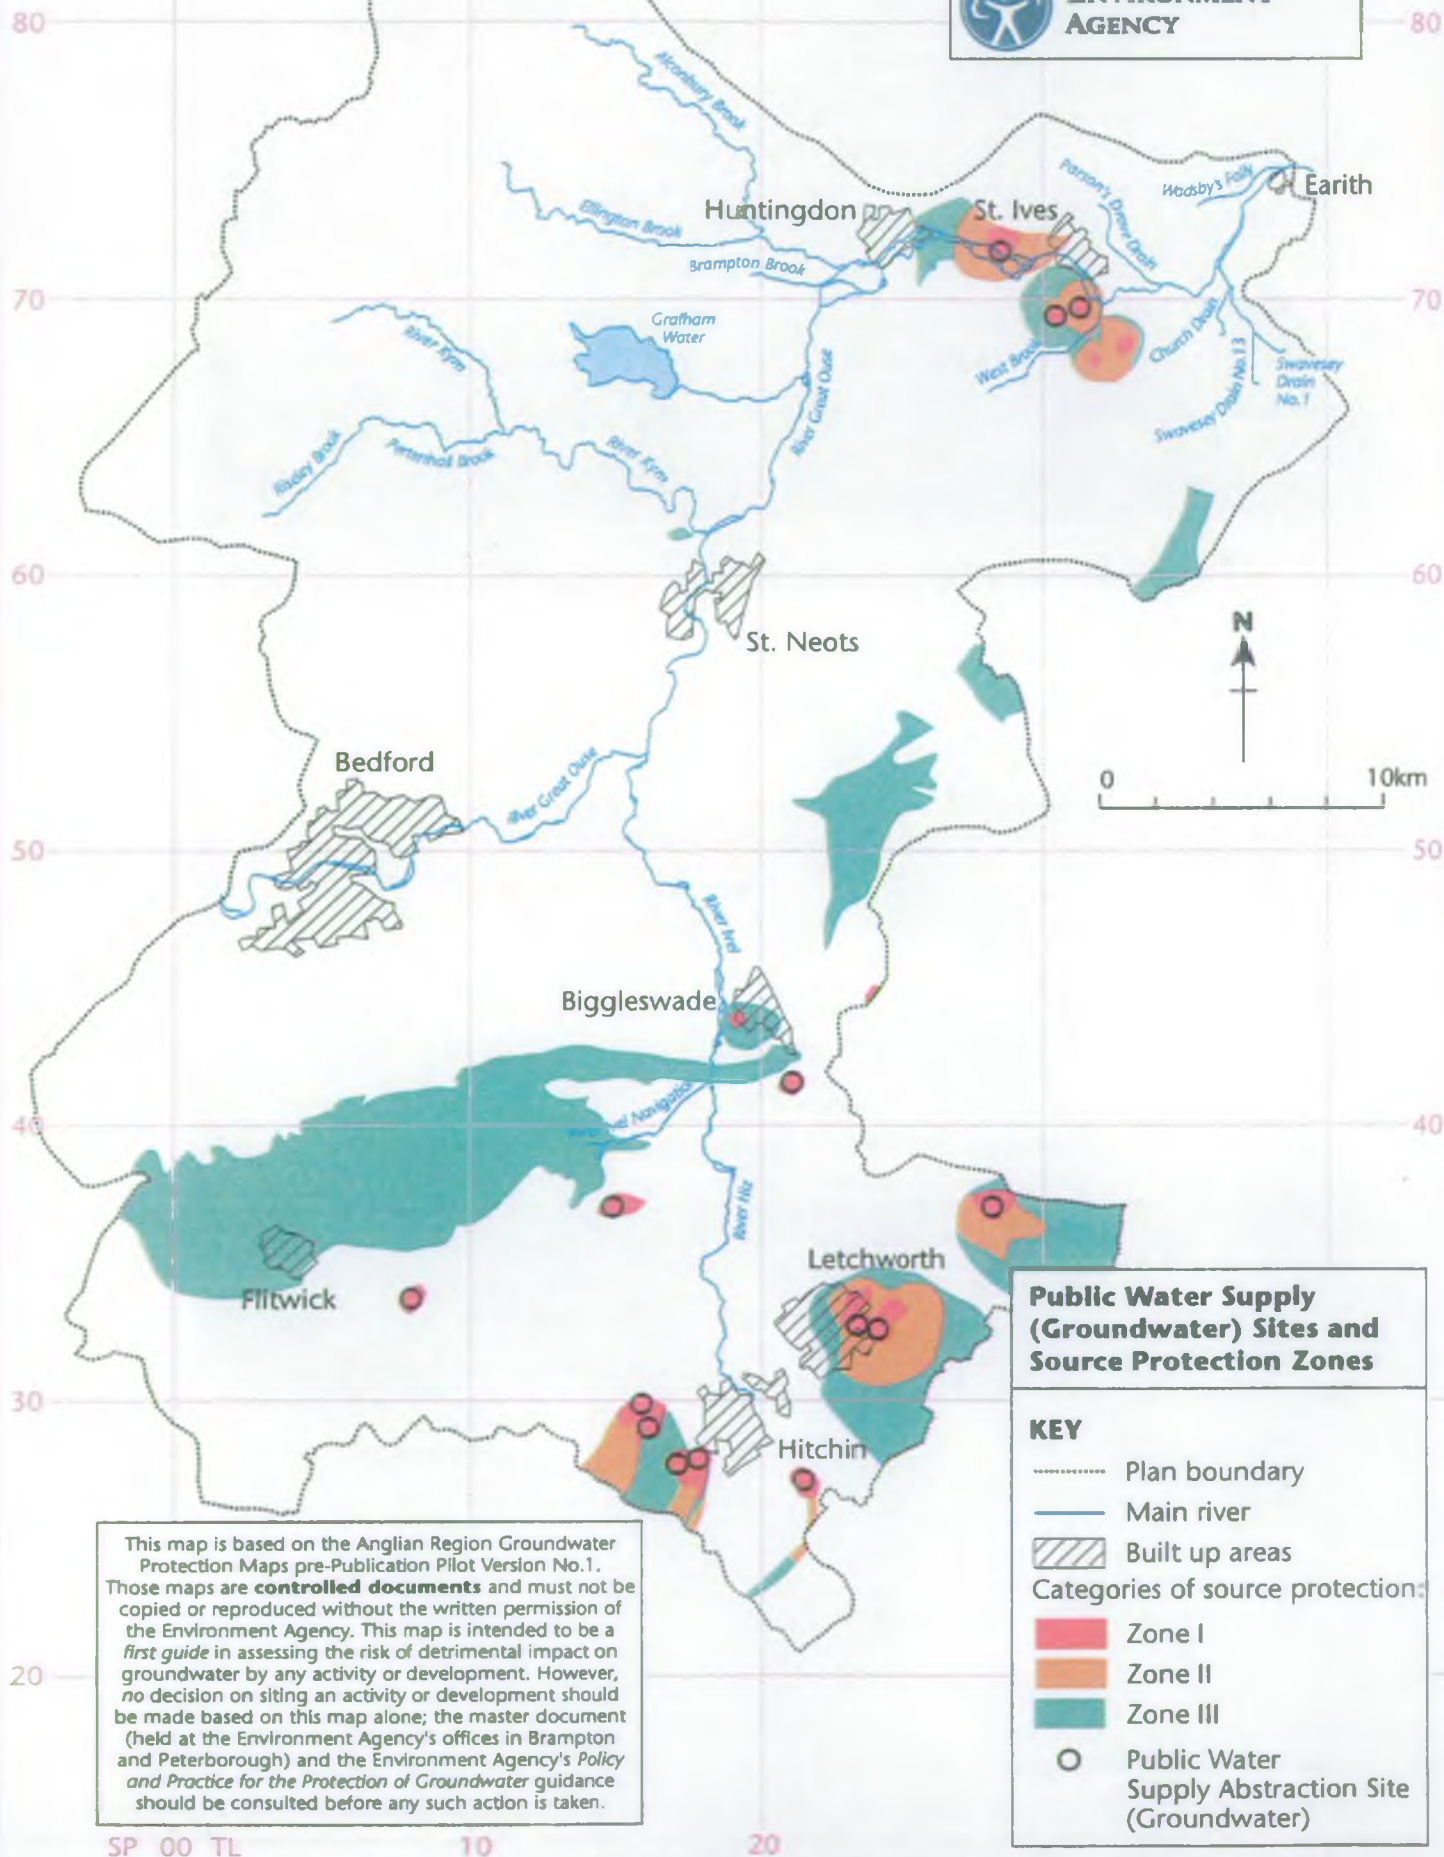 80
80
AGENCY
Alconbury Brook
Ellington Brook
Huntingdon
St. Ives
Parson's Drove Drain
Wadsby's Folly
Earith
Brampton Brook
70
70
Grafham
Water
River Kym
River Great Ouse
West Brook
Church Drain
Swavesey Drain No.13
Swavesey
Drain
No.1
Riseley Brook
Pertenhall Brook
River Kym
60
60
St. Neots
N
Bedford
River Great Ouse
0
10km
50
50
River Ivel
Biggleswade
40
40
Navigation
River Hiz
Letchworth
Flitwick
30
Hitchin
20
Public Water Supply
(Groundwater) Sites and
Source Protection Zones
KEY
Plan boundary
Main river
Built up areas
Categories of source protection:
Zone I
Zone II
Zone III
Public Water
Supply Abstraction Site
(Groundwater)
This map is based on the Anglian Region Groundwater
Protection Maps pre-Publication Pilot Version No.1.
Those maps are controlled documents and must not be
copied or reproduced without the written permission of
the Environment Agency. This map is intended to be a
first guide in assessing the risk of detrimental impact on
groundwater by any activity or development. However,
no decision on siting an activity or development should
be made based on this map alone; the master document
(held at the Environment Agency's offices in Brampton
and Peterborough) and the Environment Agency's Policy
and Practice for the Protection of Groundwater guidance
should be consulted before any such action is taken.
SP 00 TL
10
20